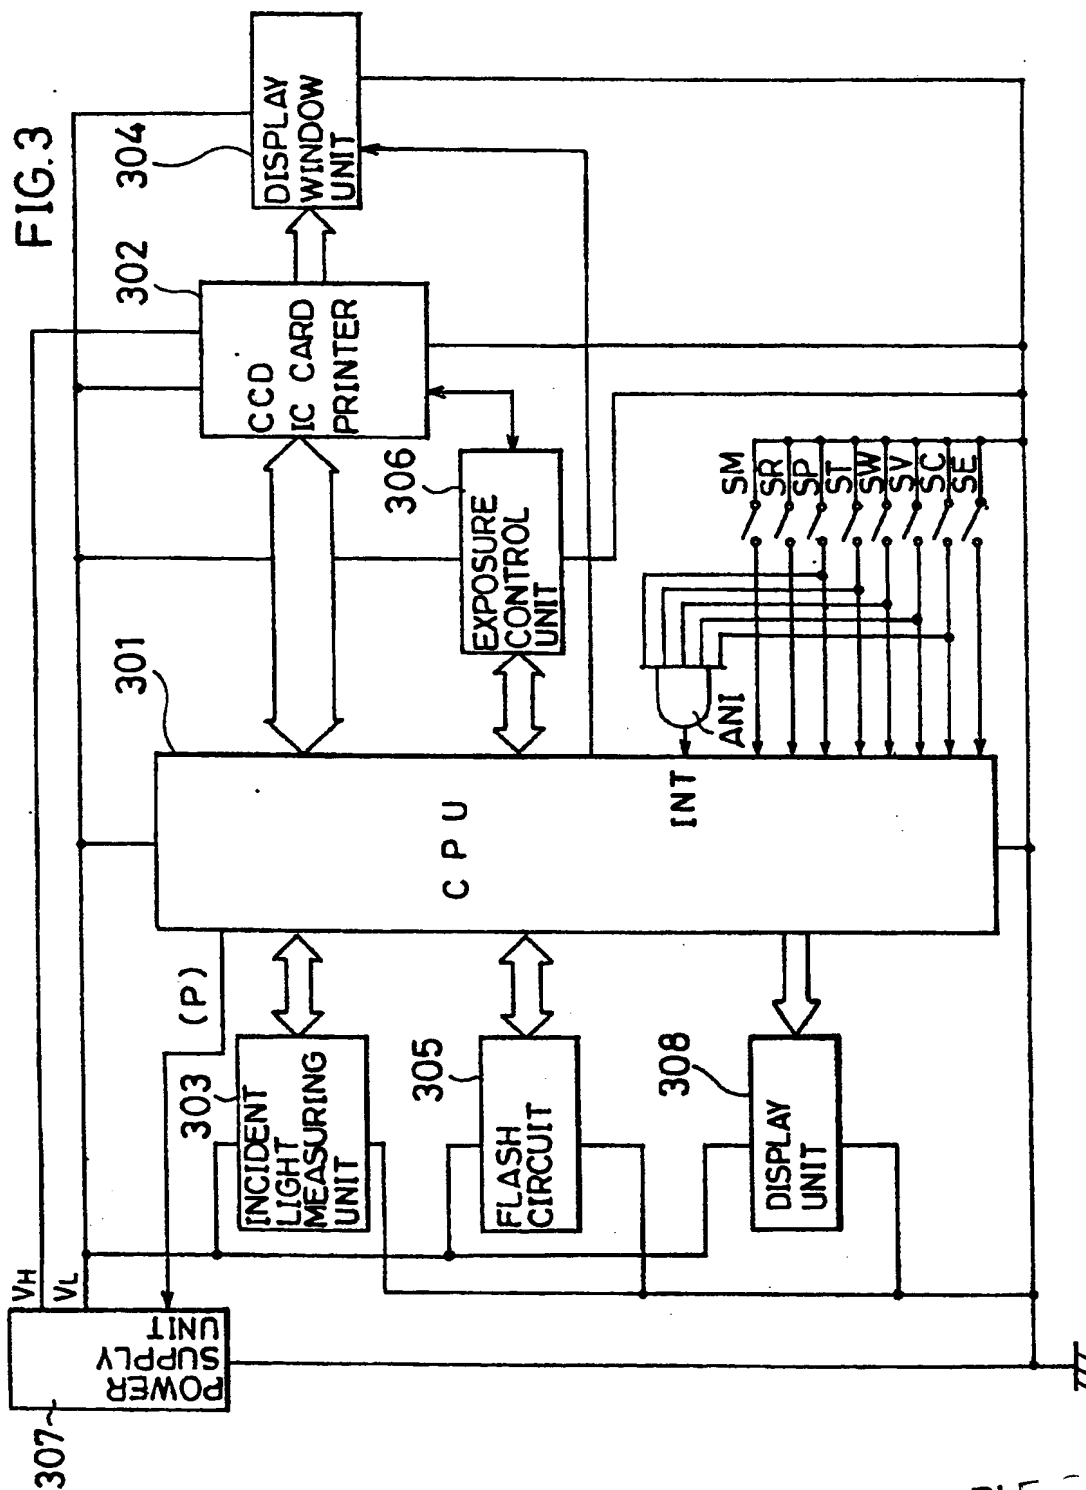 FIG.3
307
POWER
SUPPLY
UNIT
VH
VL
(P)
303
INCIDENT
LIGHT
MEASURING
UNIT
305
FLASH
CIRCUIT
308
DISPLAY
UNIT
301
CPU
INT
AN1
302
CCD
IC CARD
PRINTER
304
DISPLAY
WINDOW
UNIT
306
EXPOSURE
CONTROL
UNIT
SM
SR
SP
ST
SW
SV
SC
SE